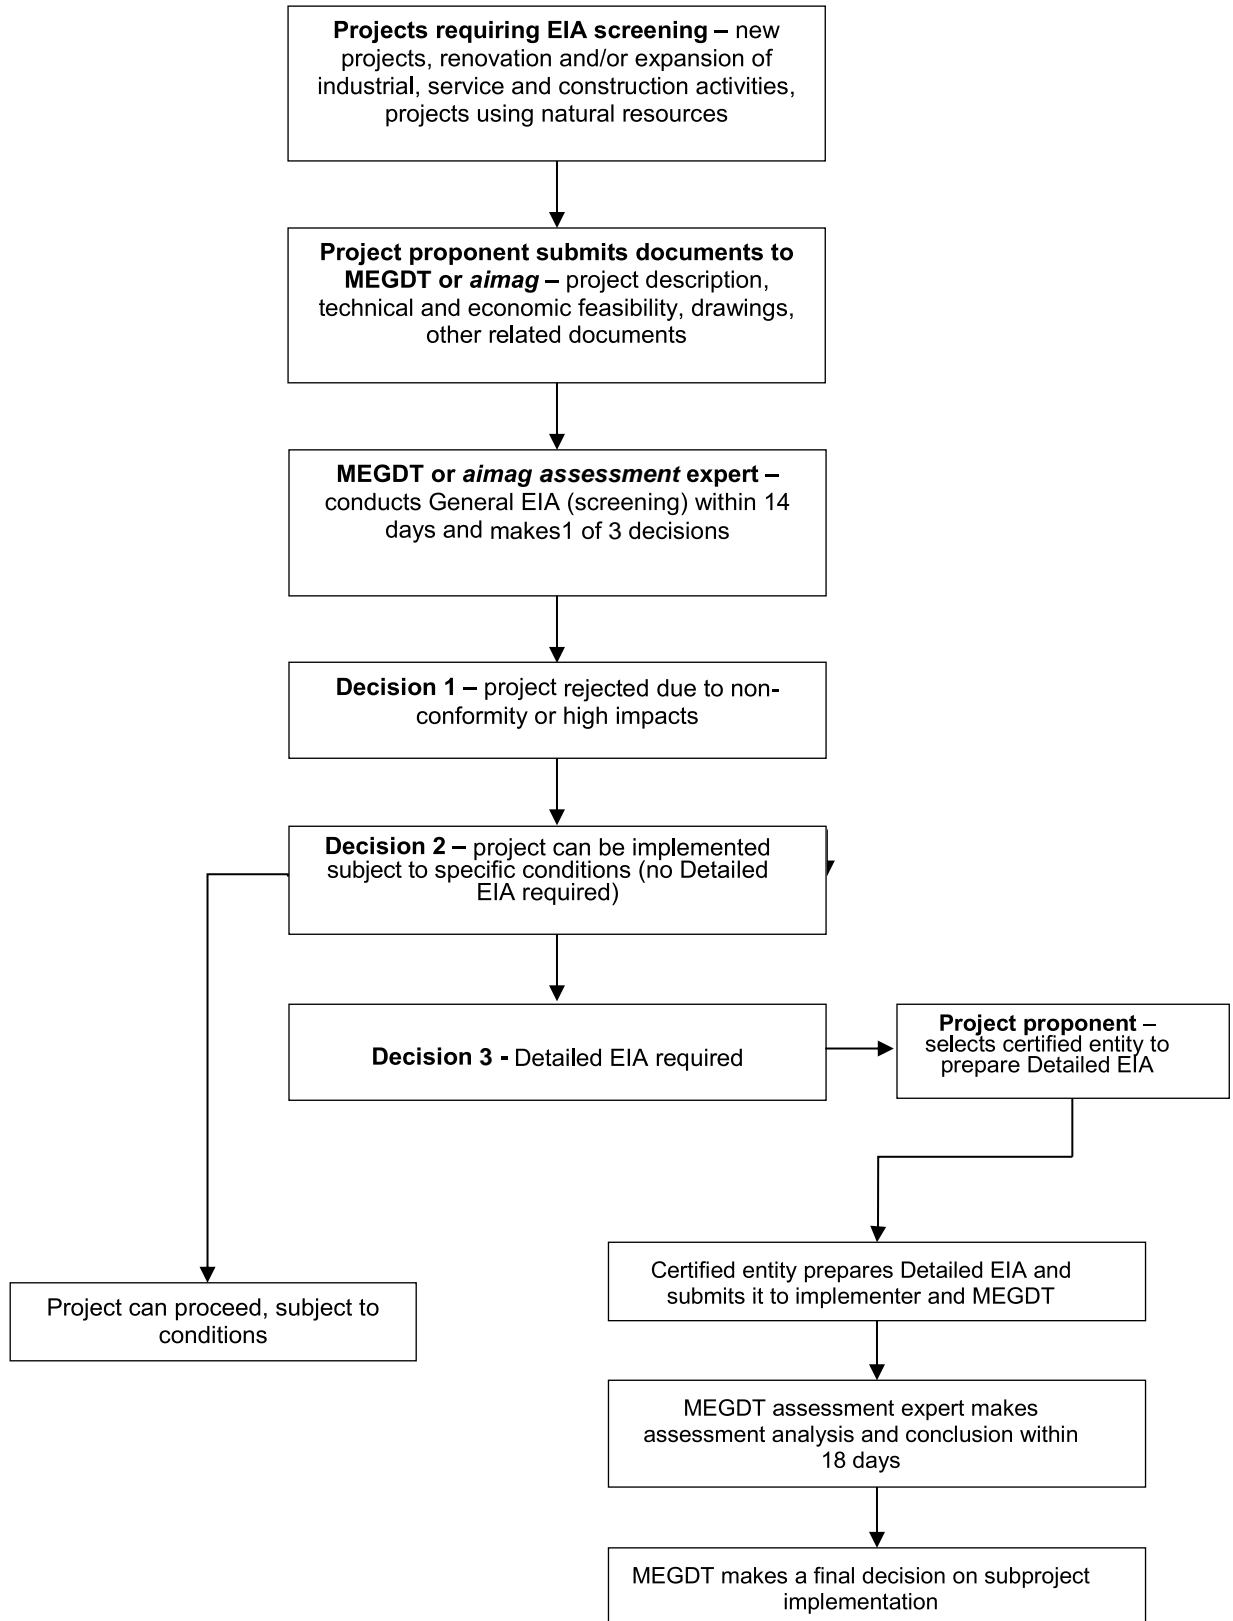 Projects requiring EIA screening – new
projects, renovation and/or expansion of
industrial, service and construction activities,
projects using natural resources
Project proponent submits documents to
MEGDT or aimag – project description,
technical and economic feasibility, drawings,
other related documents
MEGDT or aimag assessment expert –
conducts General EIA (screening) within 14
days and makes1 of 3 decisions
Decision 1 – project rejected due to non-
conformity or high impacts
Decision 2 – project can be implemented
subject to specific conditions (no Detailed
EIA required)
Decision 3 - Detailed EIA required
Project proponent –
selects certified entity to
prepare Detailed EIA
Certified entity prepares Detailed EIA and
submits it to implementer and MEGDT
Project can proceed, subject to
conditions
MEGDT assessment expert makes
assessment analysis and conclusion within
18 days
MEGDT makes a final decision on subproject
implementation